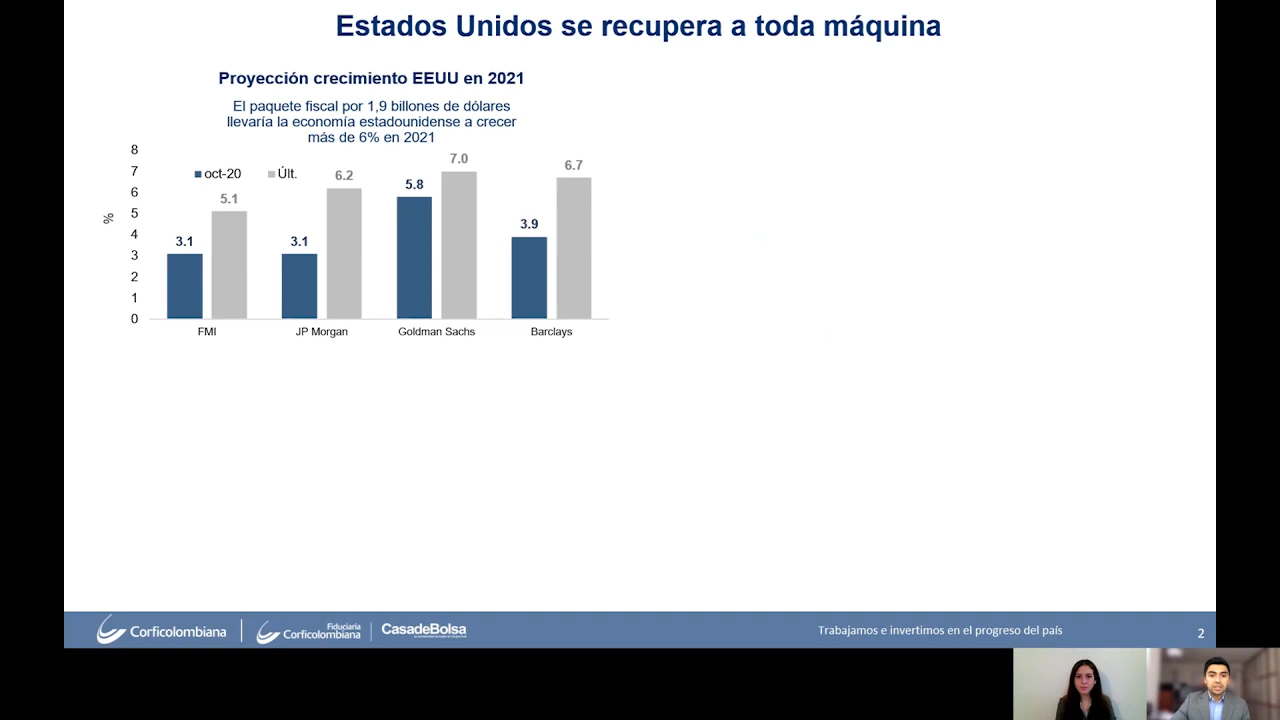 Estados Unidos se recupera a toda máquina
Proyección crecimiento EEUU en 2021
El paquete fiscal por 1,9 billones de dólares
llevaría la economía estadounidense a crecer
más de 6% en 2021
8
7
6
5
4
3
2
1
0
%
oct-20 Últ.
3.1 5.1
3.1 6.2
5.8 7.0
3.9 6.7
FMI JP Morgan Goldman Sachs Barclays
Corficolombiana
Fiduciaria
Corficolombiana
CasadeBolsa
Trabajamos e invertimos en el progreso del país
2